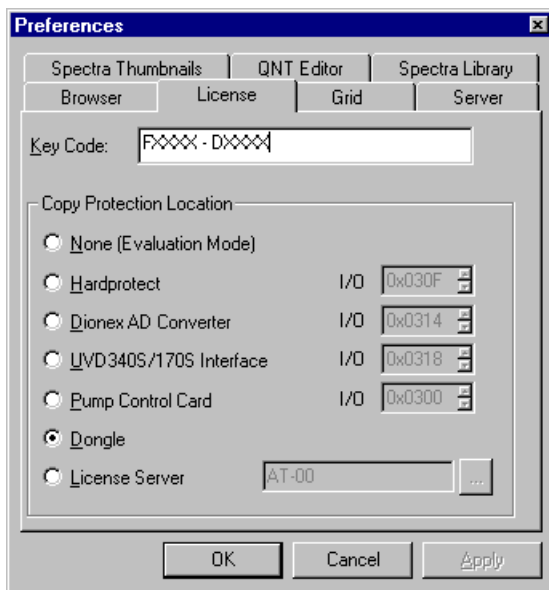 Preferences
Spectra Thumbnails QNT Editor Spectra Library
Browser License Grid Server
Key Code: FXXXX - DXXXX
Copy Protection Location
None (Evaluation Mode)
Hardprotect I/O 0x030F
Dionex AD Converter I/O 0x0314
UVD340S/170S Interface I/O 0x0318
Pump Control Card I/O 0x0300
Dongle
License Server AT-00 ...
OK Cancel Apply